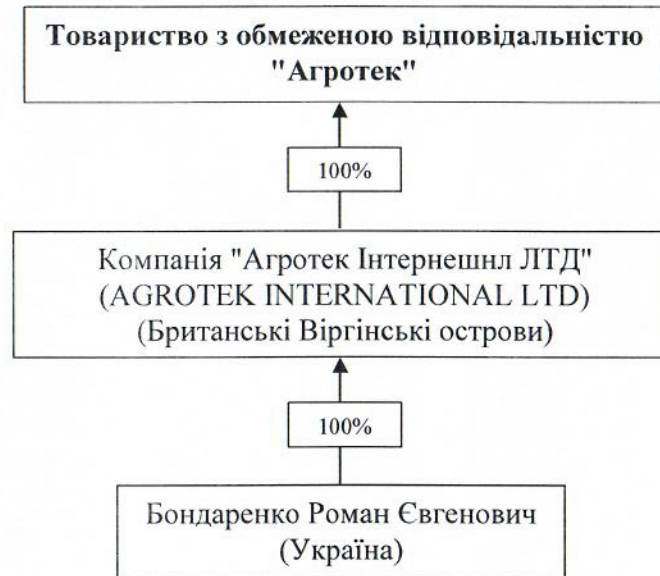 Товариство з обмеженою відповідальністю
"Агротек"
100%
Компанія "Агротек Інтернешнл ЛТД"
(AGROTEK INTERNATIONAL LTD)
(Британські Віргінські острови)
100%
Бондаренко Роман Євгенович
(Україна)